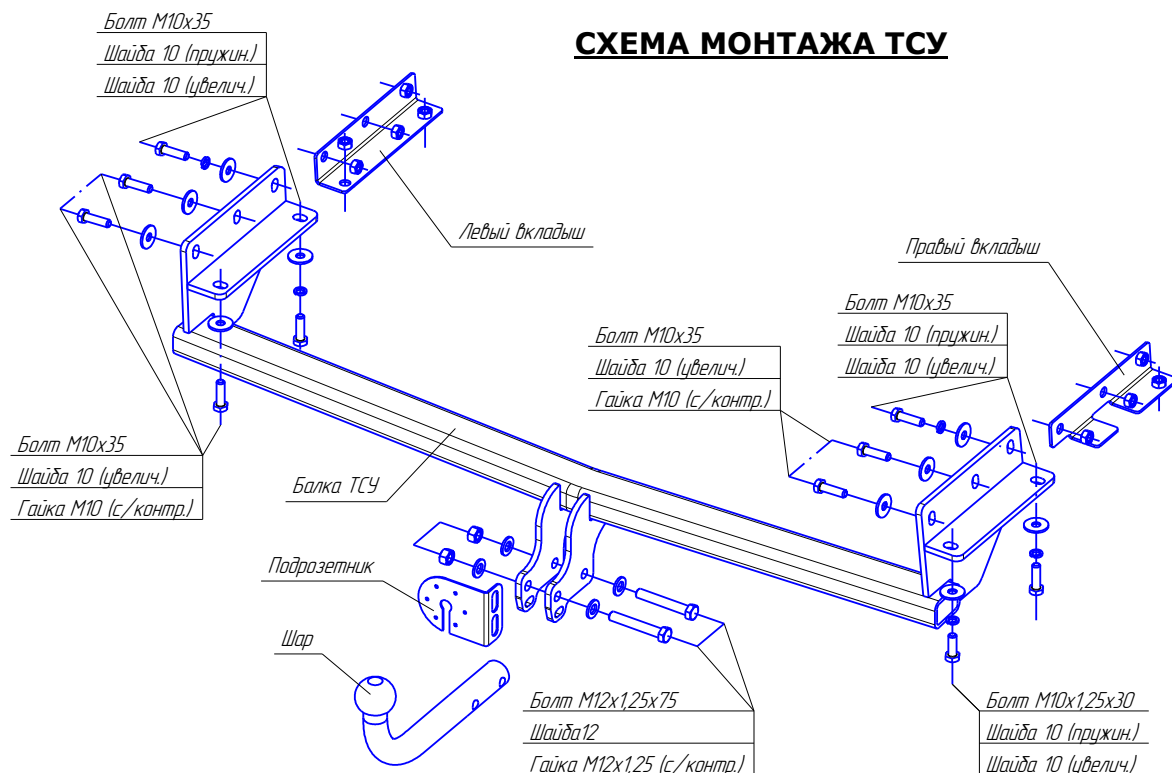 СХЕМА МОНТАЖА ТСУ
Болт М10х35
Шайба 10 (пружин.)
Шайба 10 (увелич.)
Левый вкладыш
Правый вкладыш
Болт М10х35
Шайба 10 (пружин.)
Шайба 10 (увелич.)
Болт М10х35
Шайба 10 (увелич.)
Гайка М10 (с/контр.)
Болт М10х35
Шайба 10 (увелич.)
Гайка М10 (с/контр.)
Балка ТСУ
Подрозетник
Шар
Болт М12х1,25х75
Шайба12
Гайка М12х1,25 (с/контр.)
Болт М10х1,25х30
Шайба 10 (пружин.)
Шайба 10 (увелич.)